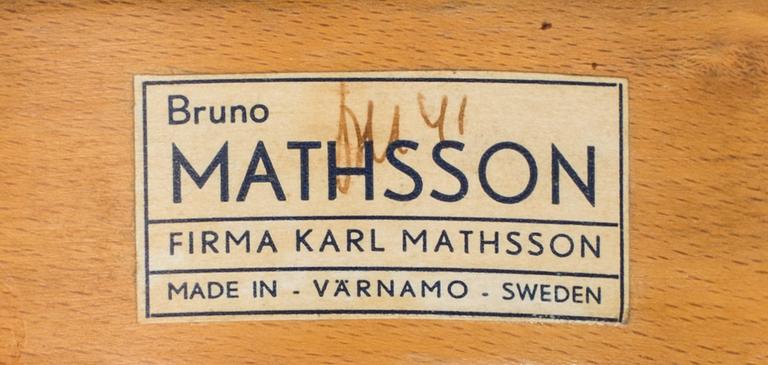 Bruno
MATHSSON
FIRMA KARL MATHSSON
MADE IN - VÄRNAMO - SWEDEN